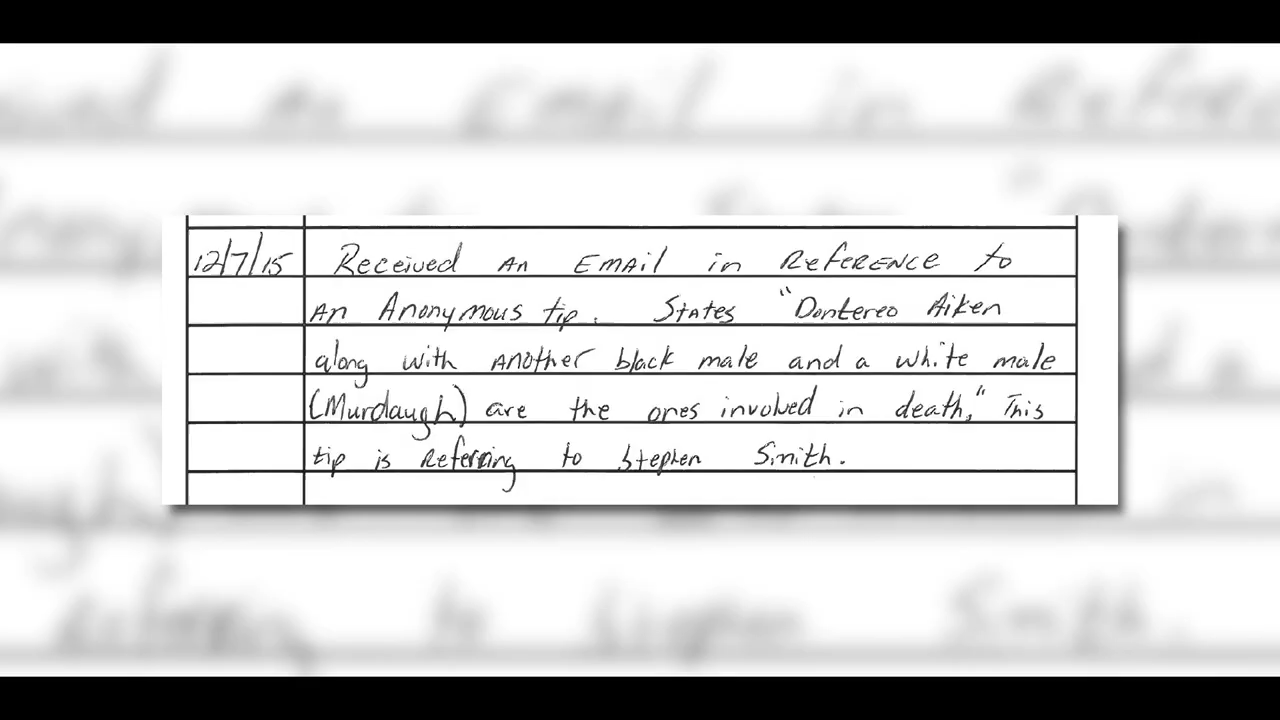 12/7/15 Received an Email in Reference to
an Anonymous tip. States "Dontereo Aiken
along with another black male and a white male
(Murdaugh) are the ones involved in death," This
tip is Referring to Stephen Smith.